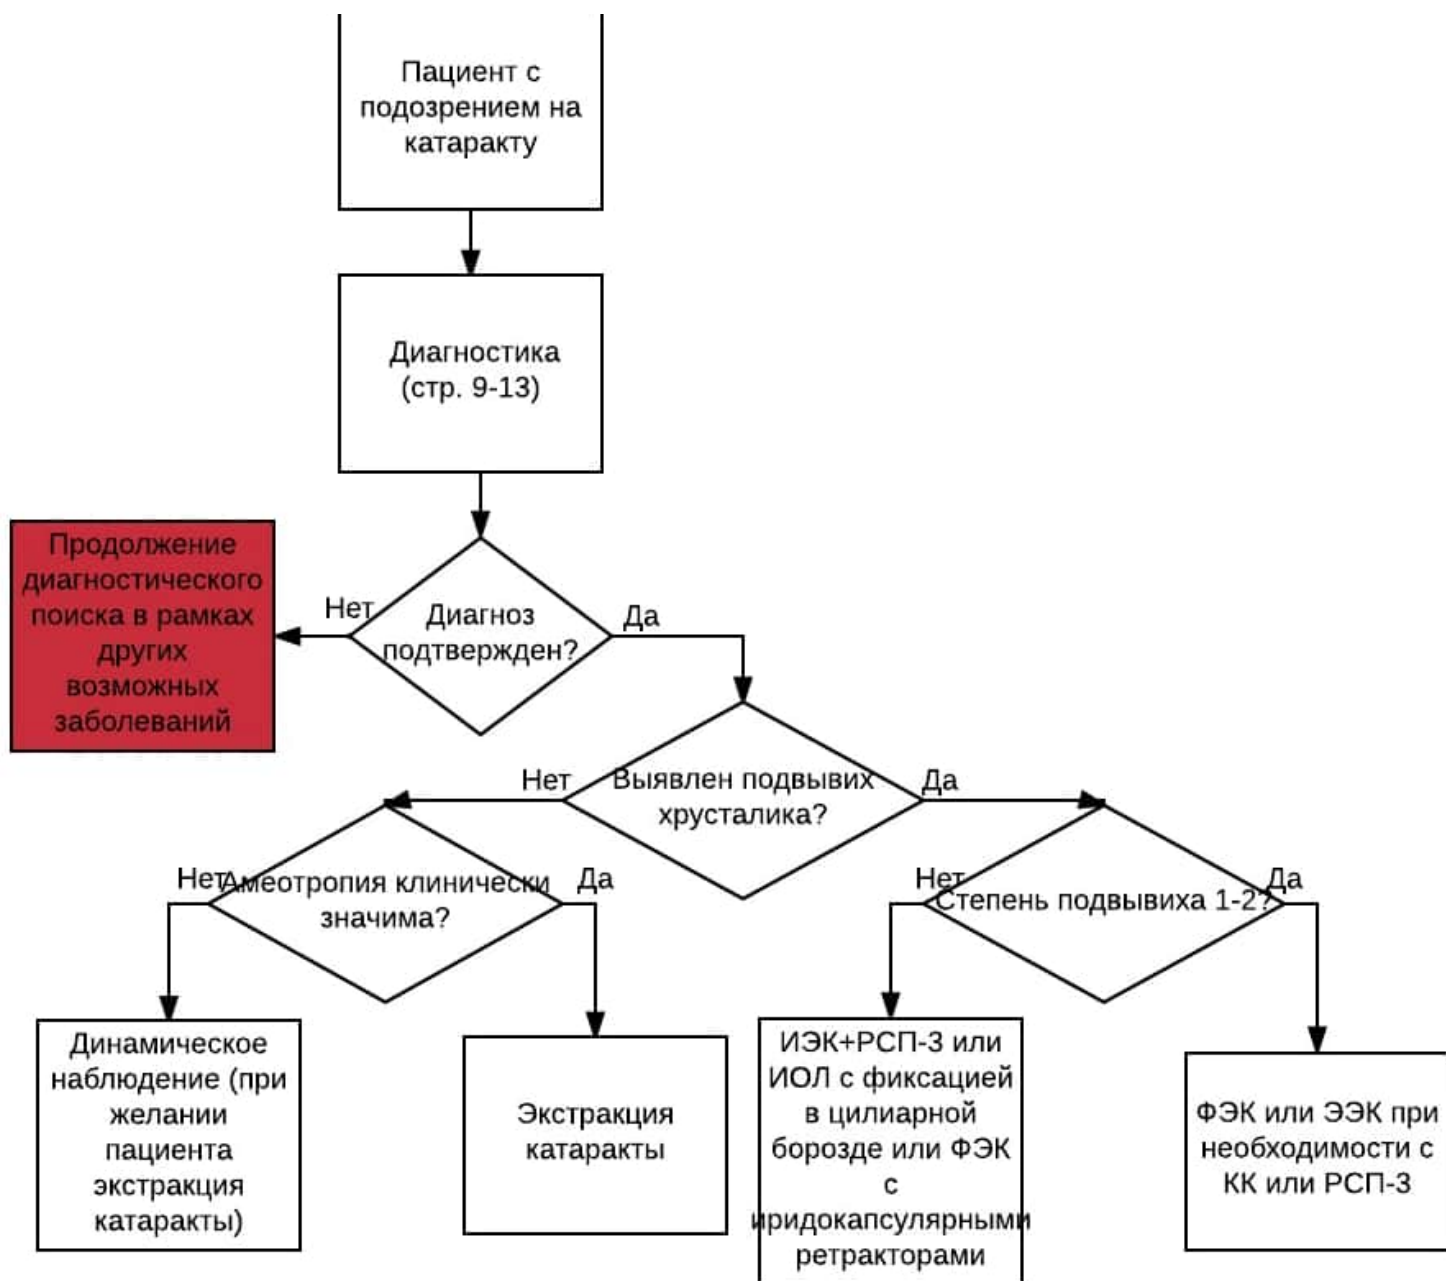 Пациент с
подозрением на
катаракту
Диагностика
(стр. 9-13)
Продолжение
диагностического
поиска в рамках
других
возможных
заболеваний
Нет
Диагноз
подтвержден?
Да
Нет
Выявлен подвывих
хрусталика?
Да
Нет
Амеотропия клинически
значима?
Да
Нет
Степень подвывиха 1-2?
Да
Динамическое
наблюдение (при
желании
пациента
экстракция
катаракты)
Экстракция
катаракты
ИЭК+РСП-3 или
ИОЛ с фиксацией
в цилиарной
борозде или ФЭК
с
иридокапсулярными
ретракторами
ФЭК или ЭЭК при
необходимости с
КК или РСП-3